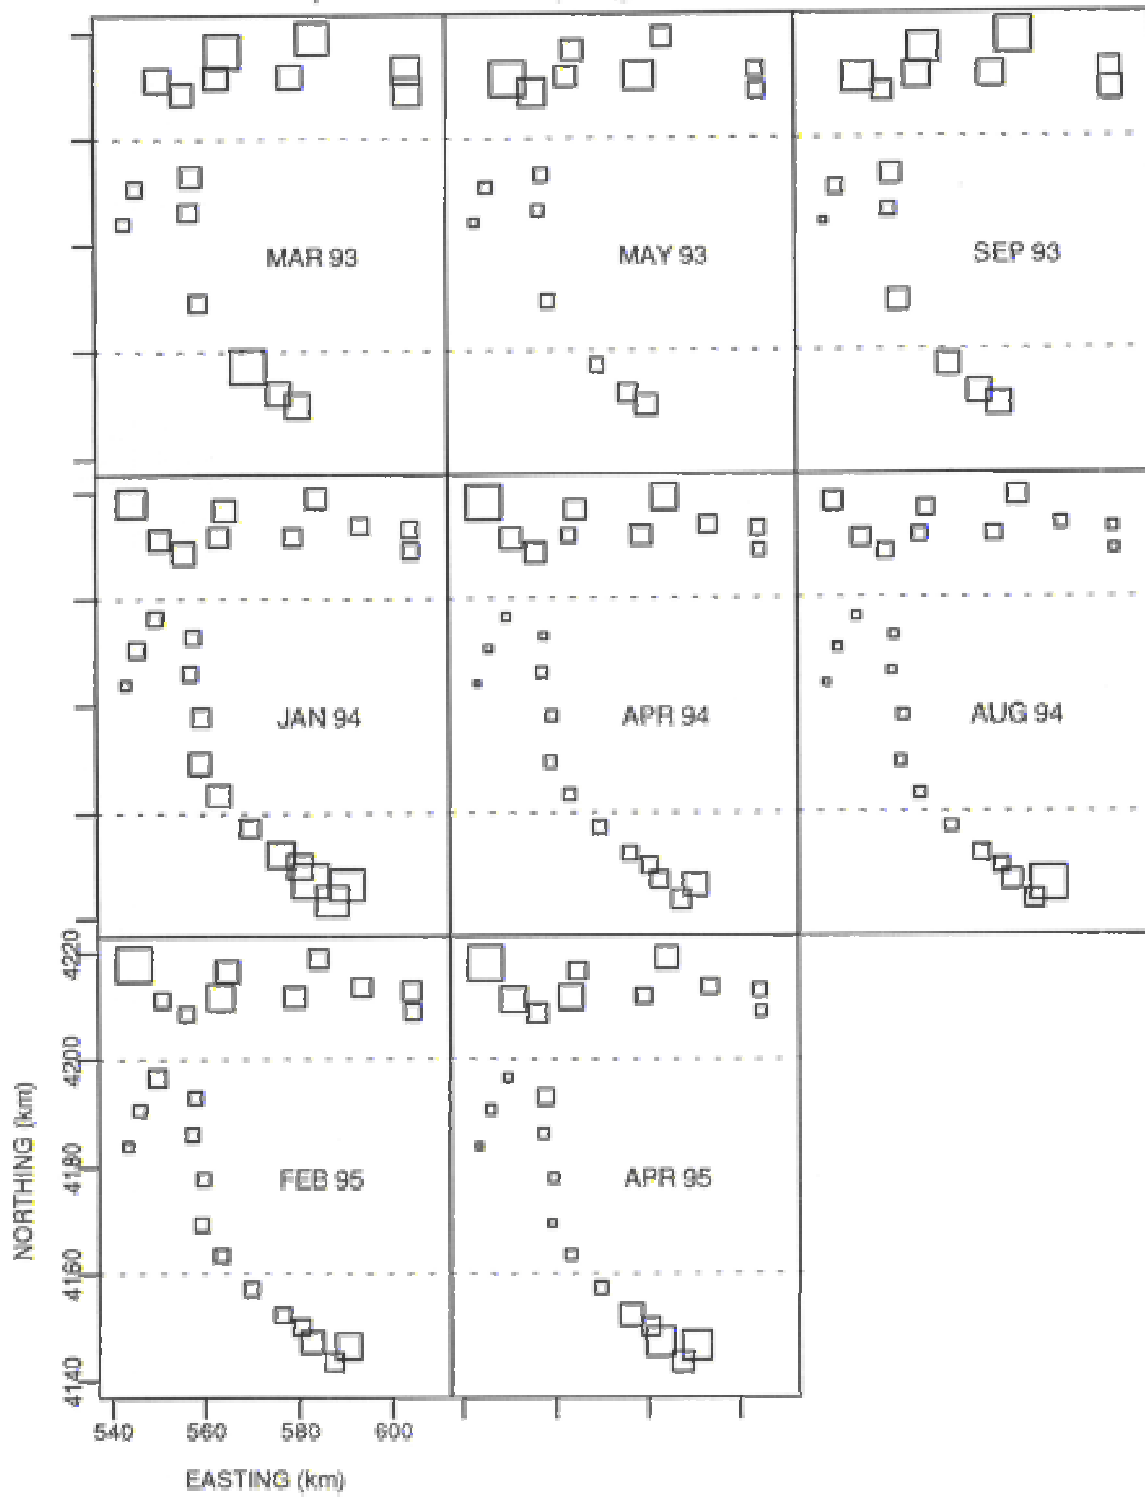 MAR 93
MAY 93
SEP 93
JAN 94
APR 94
AUG 94
FEB 95
APR 95
4220
4200
4180
4160
4140
NORTHING (km)
540 560 580 600
EASTING (km)